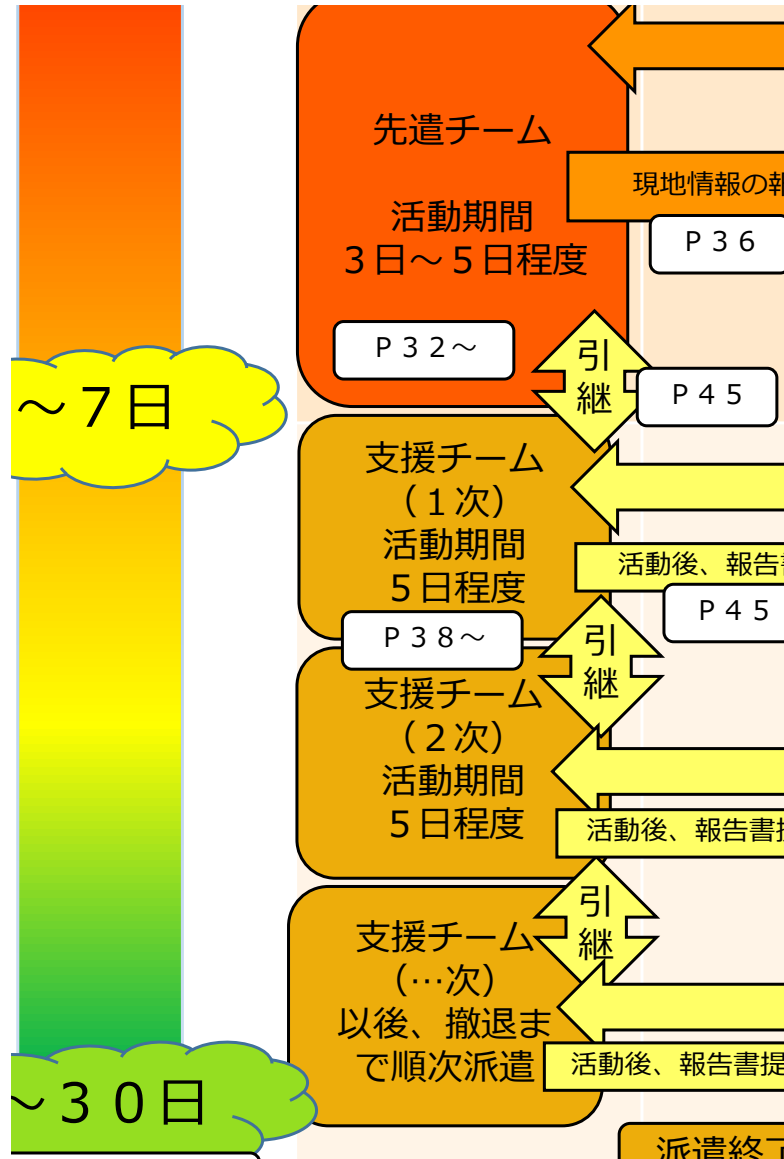 先遣チーム
活動期間
３日～５日程度
現地情報の報
Ｐ３６
Ｐ３２～
引
継
Ｐ４５
～７日
支援チーム
（１次）
活動期間
５日程度
活動後、報告書
Ｐ４５
Ｐ３８～
引
継
支援チーム
（２次）
活動期間
５日程度
活動後、報告書提
引
継
支援チーム
（…次）
以後、撤退ま
で順次派遣
活動後、報告書提
～３０日
派遣終了